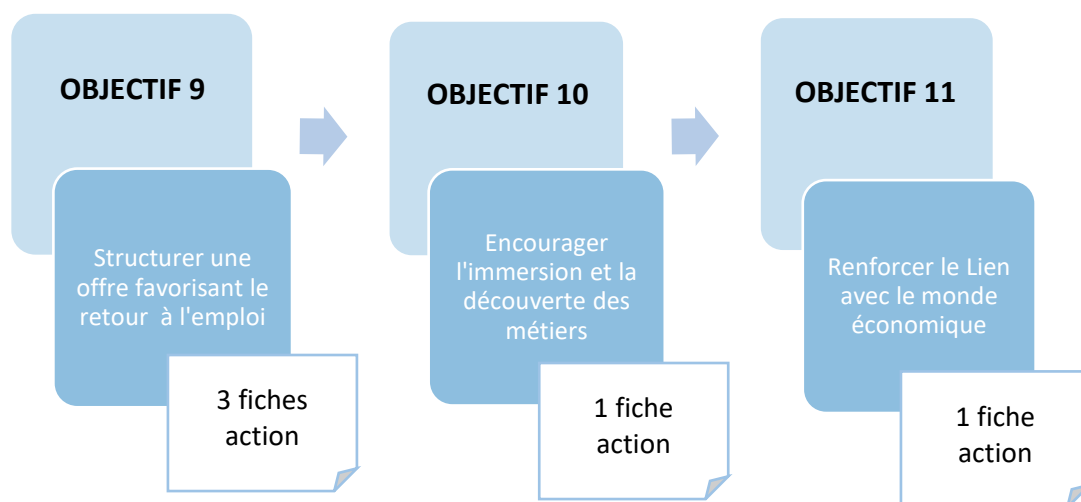 OBJECTIF 9
Structurer une
offre favorisant le
retour à l'emploi
3 fiches
action
OBJECTIF 10
Encourager
l'immersion et la
découverte des
métiers
1 fiche
action
OBJECTIF 11
Renforcer le Lien
avec le monde
économique
1 fiche
action